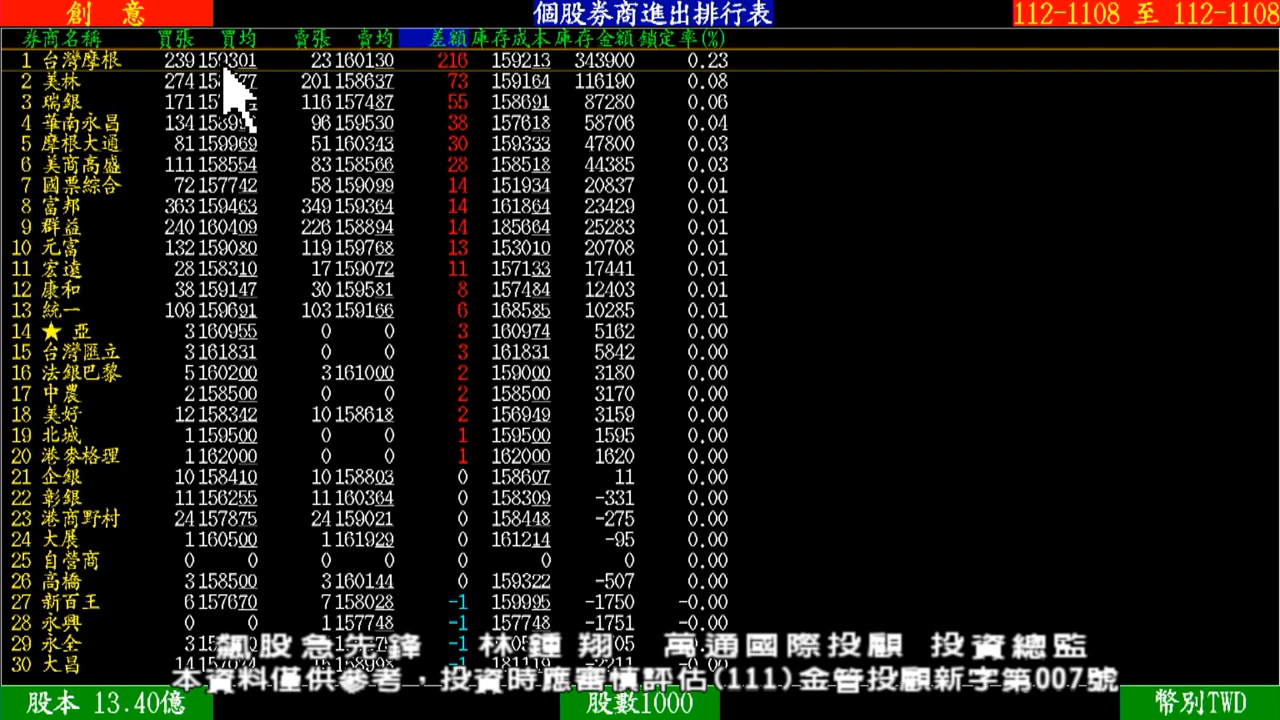 創 意 個股券商進出排行表 112-1108 至 112-1108
券商名稱 買張 買均 賣張 賣均 差額 庫存成本 庫存金額 鎖定率(%)
1 台灣摩根 239 159301 23 160130 216 159213 343900 0.23
2 美林 274 201 158637 73 159164 116190 0.08
3 瑞銀 171 116 157487 55 158691 87280 0.06
4 華南永昌 134 96 159530 38 157618 58706 0.04
5 摩根大通 81 159969 51 160343 30 159333 47800 0.03
6 美商高盛 111 158554 83 158566 28 158518 44385 0.03
7 國票綜合 72 157742 58 159099 14 151934 20837 0.01
8 富邦 363 159463 349 159364 14 161864 23429 0.01
9 群益 240 160409 226 158894 14 185664 25283 0.01
10 元富 132 159080 119 159768 13 153010 20708 0.01
11 宏遠 28 158310 17 159072 11 157133 17441 0.01
12 康和 38 159147 30 159581 8 157484 12403 0.01
13 統一 109 159691 103 159166 6 168585 10285 0.01
14 ★ 亞 3 160955 0 0 3 160974 5162 0.00
15 台灣匯立 3 161831 0 0 3 161831 5842 0.00
16 法銀巴黎 5 160200 3 161000 2 159000 3180 0.00
17 中農 2 158500 0 0 2 158500 3170 0.00
18 美好 12 158342 10 158618 2 156949 3159 0.00
19 北城 1 159500 0 0 1 159500 1595 0.00
20 港麥格理 1 162000 0 0 1 162000 1620 0.00
21 企銀 10 158410 10 158803 0 158607 11 0.00
22 彰銀 11 156255 11 160364 0 158309 -331 0.00
23 港商野村 24 157875 24 159021 0 158448 -275 0.00
24 大展 1 160500 1 161929 0 161214 -95 0.00
25 自營商 0 0 0 0 0 0 0 0.00
26 高橋 3 158500 3 160144 0 159322 -507 0.00
27 新百王 6 157670 7 158028 -1 159995 -1750 -0.00
28 永興 0 0 1 157748 -1 157748 -1751 -0.00
29 永全 3 -1 0.00
30 大昌 14 -1 0.00
飆股急先鋒 林鍾翔 萬通國際投顧 投資總監
本資料僅供參考，投資時應審慎評估(111)金管投顧新字第007號
股本 13.40億 股數1000 幣別TWD